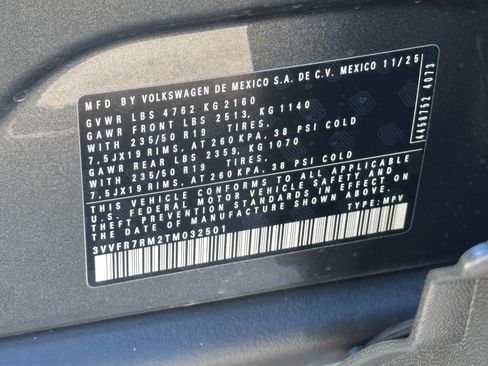 MFD BY VOLKSWAGEN DE MEXICO S.A. DE C.V. MEXICO 11/25
GVWR LBS 4762 KG 2160
GAWR FRONT LBS 2513, KG 1140
WITH 235/50 R19 TIRES,
7,5JX19 RIMS, AT 260 KPA, 38 PSI COLD
GAWR REAR LBS 2359, KG 1070
WITH 235/50 R19 TIRES,
7,5JX19 RIMS, AT 260 KPA, 38 PSI COLD
THIS VEHICLE CONFORMS TO ALL APPLICABLE
U.S. FEDERAL MOTOR VEHICLE SAFETY AND
THEFT PREVENTION STANDARDS IN EFFECT ON
THE DATE OF MANUFACTURE SHOWN ABOVE.
3VVFR7RM2TM032501 TYPE: MPV
4073